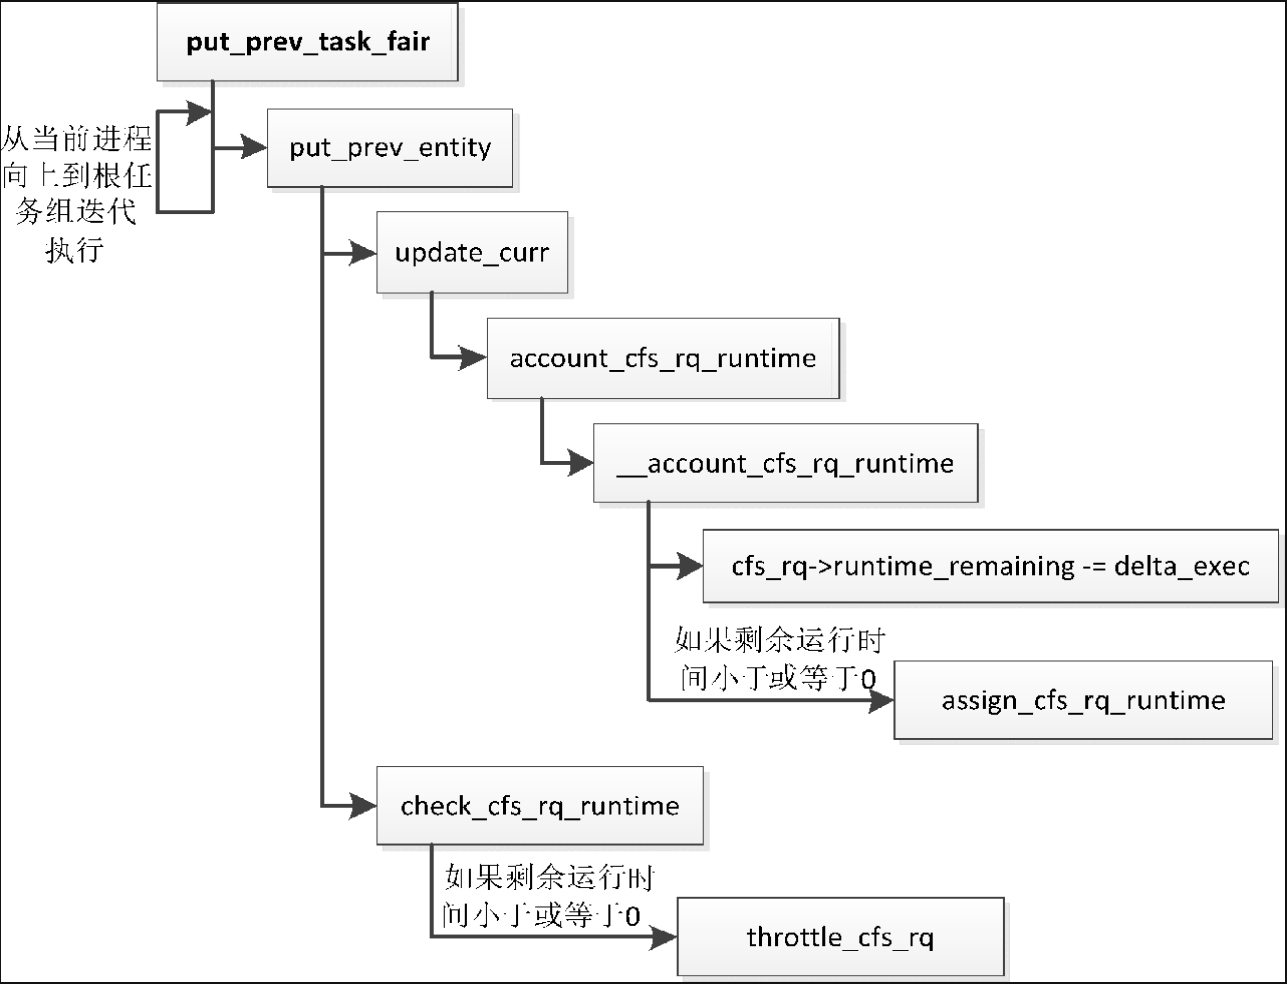 put_prev_task_fair
从当前进程
向上到根任
务组迭代
执行
put_prev_entity
update_curr
account_cfs_rq_runtime
__account_cfs_rq_runtime
cfs_rq->runtime_remaining -= delta_exec
如果剩余运行时
间小于或等于0
assign_cfs_rq_runtime
check_cfs_rq_runtime
如果剩余运行时
间小于或等于0
throttle_cfs_rq